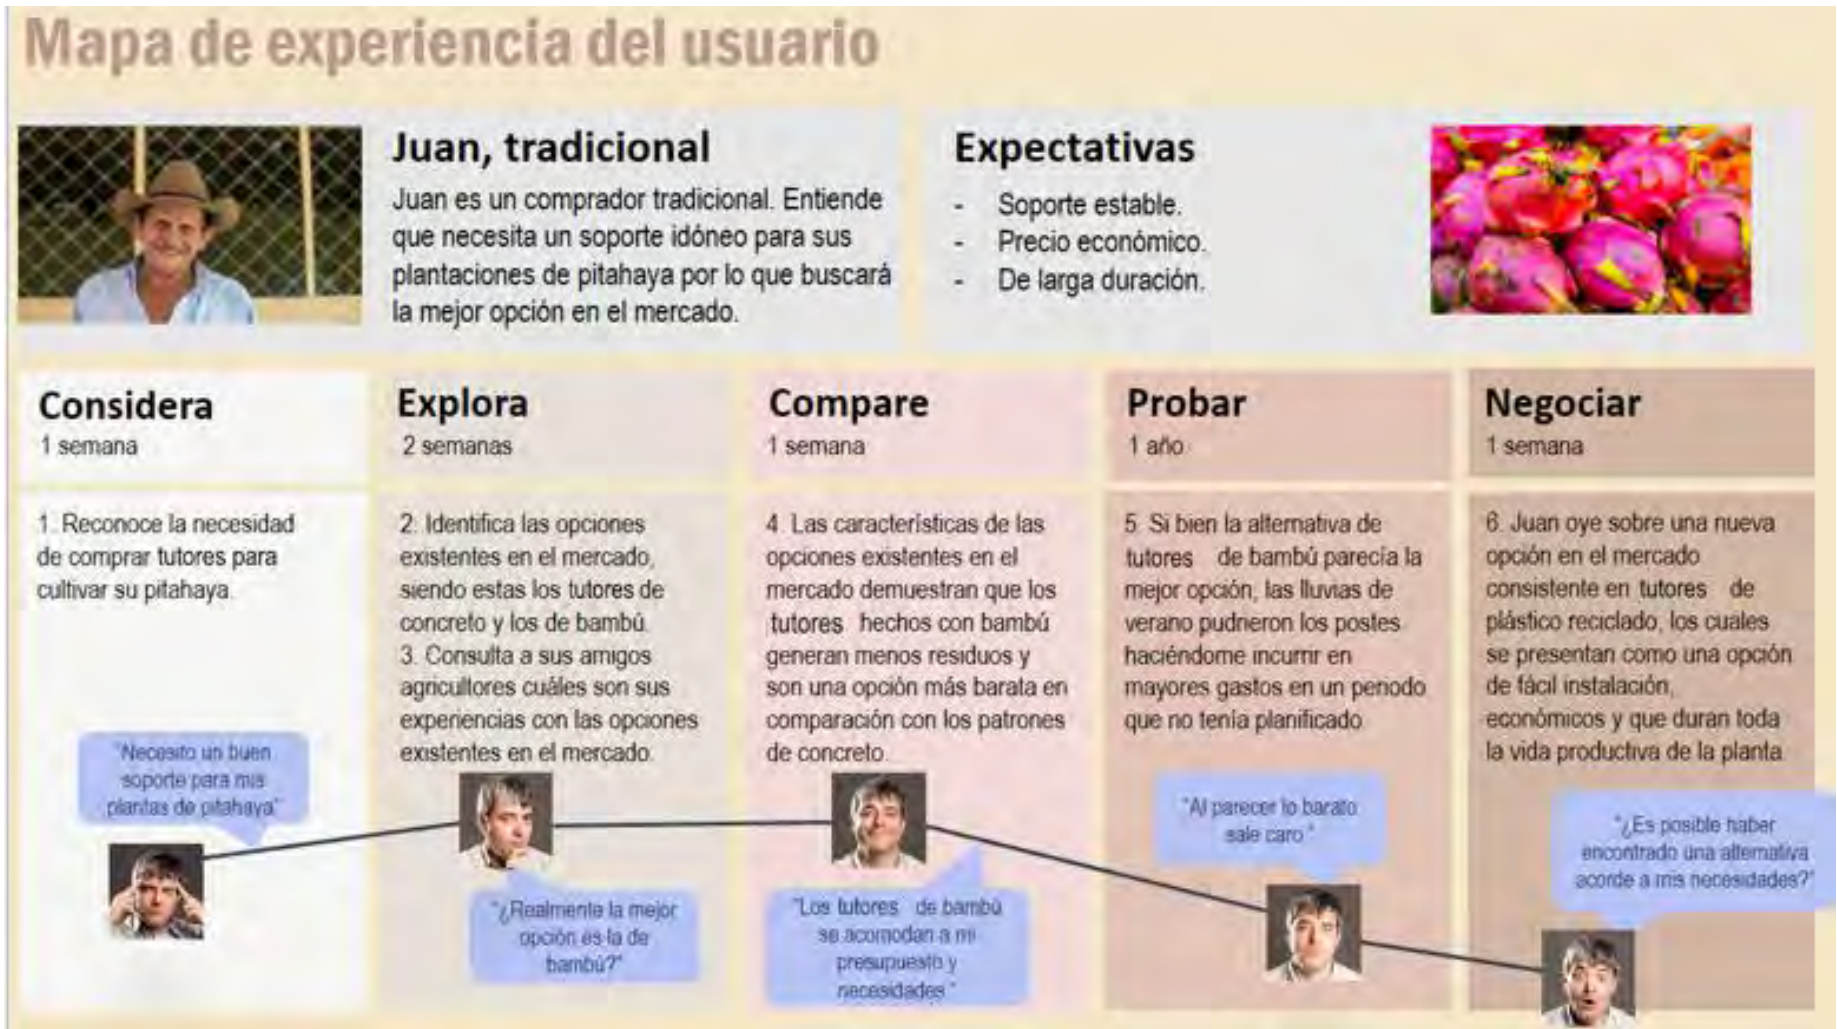 Mapa de experiencia del usuario
Juan, tradicional
Juan es un comprador tradicional. Entiende
que necesita un soporte idóneo para sus
plantaciones de pitahaya por lo que buscará
la mejor opción en el mercado.
Expectativas
- Soporte estable.
- Precio económico.
- De larga duración.
Considera
1 semana
1. Reconoce la necesidad
de comprar tutores para
cultivar su pitahaya.
"Necesito un buen
soporte para mis
plantas de pitahaya"
Explora
2 semanas
2. Identifica las opciones
existentes en el mercado,
siendo estas los tutores de
concreto y los de bambú.
3. Consulta a sus amigos
agricultores cuáles son sus
experiencias con las opciones
existentes en el mercado.
"¿Realmente la mejor
opción es la de
bambú?"
Compare
1 semana
4. Las características de las
opciones existentes en el
mercado demuestran que los
tutores hechos con bambú
generan menos residuos y
son una opción más barata en
comparación con los patrones
de concreto.
"Los tutores de bambú
se acomodan a mi
presupuesto y
necesidades."
Probar
1 año
5. Si bien la alternativa de
tutores de bambú parecía la
mejor opción, las lluvias de
verano pudrieron los postes
haciéndome incurrir en
mayores gastos en un periodo
que no tenía planificado.
"Al parecer lo barato
sale caro."
Negociar
1 semana
6. Juan oye sobre una nueva
opción en el mercado
consistente en tutores de
plástico reciclado, los cuales
se presentan como una opción
de fácil instalación,
económicos y que duran toda
la vida productiva de la planta.
"¿Es posible haber
encontrado una alternativa
acorde a mis necesidades?"